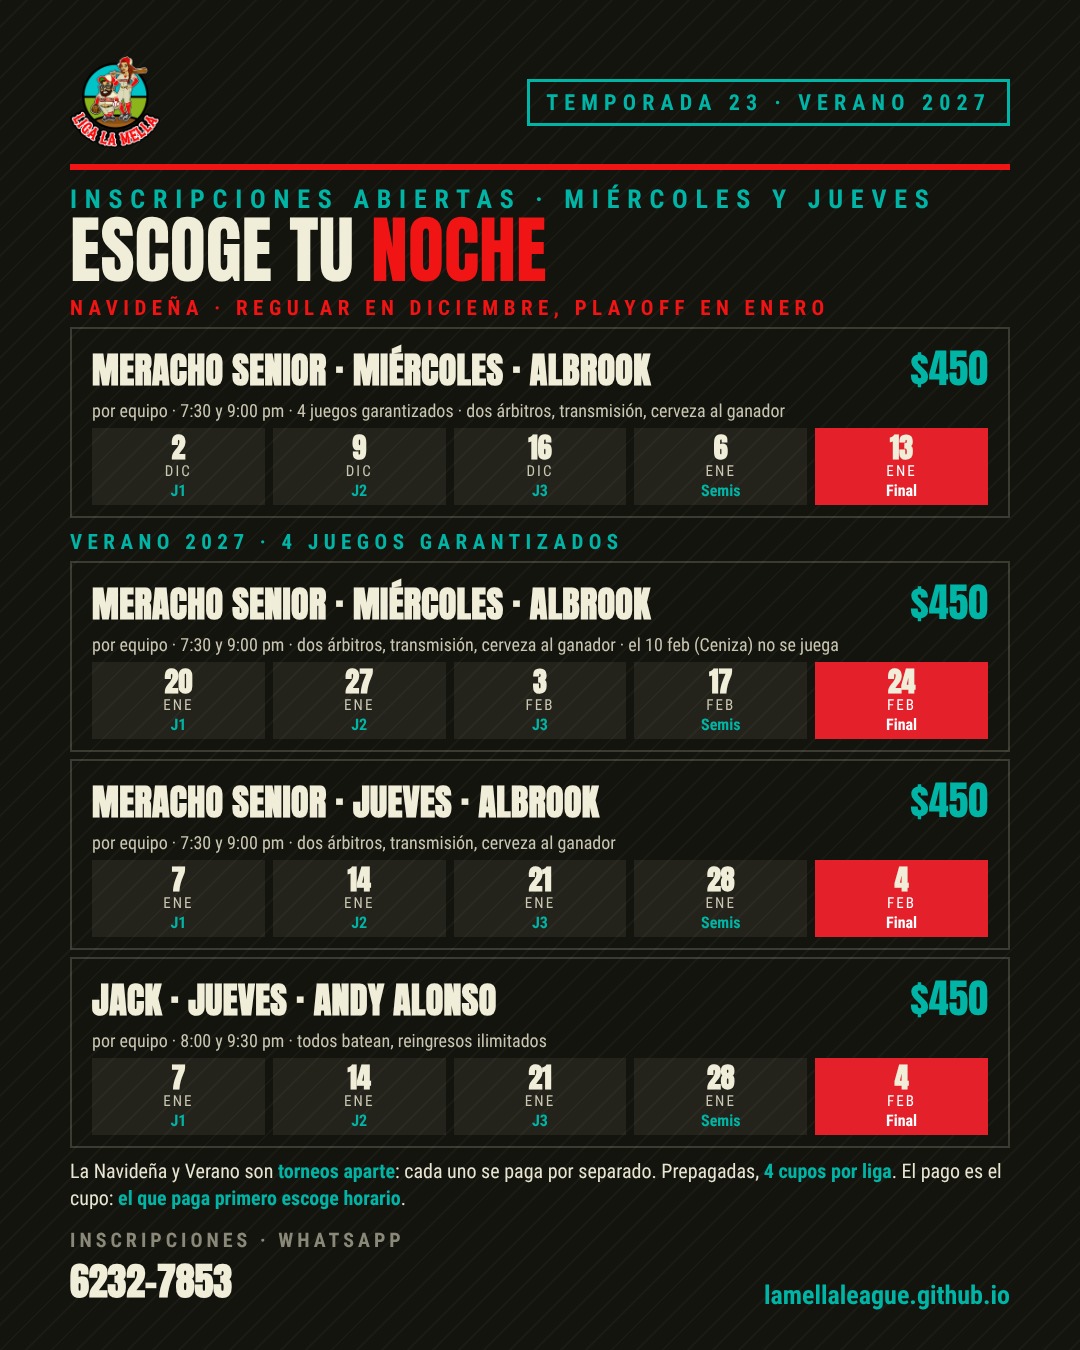 LIGA LA MELLA
TEMPORADA 23 · VERANO 2027
INSCRIPCIONES ABIERTAS · MIÉRCOLES Y JUEVES
ESCOGE TU NOCHE
NAVIDEÑA · REGULAR EN DICIEMBRE, PLAYOFF EN ENERO
MERACHO SENIOR · MIÉRCOLES · ALBROOK $450
por equipo · 7:30 y 9:00 pm · 4 juegos garantizados · dos árbitros, transmisión, cerveza al ganador
2 9 16 6 13
DIC DIC DIC ENE ENE
J1 J2 J3 Semis Final
VERANO 2027 · 4 JUEGOS GARANTIZADOS
MERACHO SENIOR · MIÉRCOLES · ALBROOK $450
por equipo · 7:30 y 9:00 pm · dos árbitros, transmisión, cerveza al ganador · el 10 feb (Ceniza) no se juega
20 27 3 17 24
ENE ENE FEB FEB FEB
J1 J2 J3 Semis Final
MERACHO SENIOR · JUEVES · ALBROOK $450
por equipo · 7:30 y 9:00 pm · dos árbitros, transmisión, cerveza al ganador
7 14 21 28 4
ENE ENE ENE ENE FEB
J1 J2 J3 Semis Final
JACK · JUEVES · ANDY ALONSO $450
por equipo · 8:00 y 9:30 pm · todos batean, reingresos ilimitados
7 14 21 28 4
ENE ENE ENE ENE FEB
J1 J2 J3 Semis Final
La Navideña y Verano son torneos aparte: cada uno se paga por separado. Prepagadas, 4 cupos por liga. El pago es el
cupo: el que paga primero escoge horario.
INSCRIPCIONES · WHATSAPP
6232-7853
lamellaleague.github.io